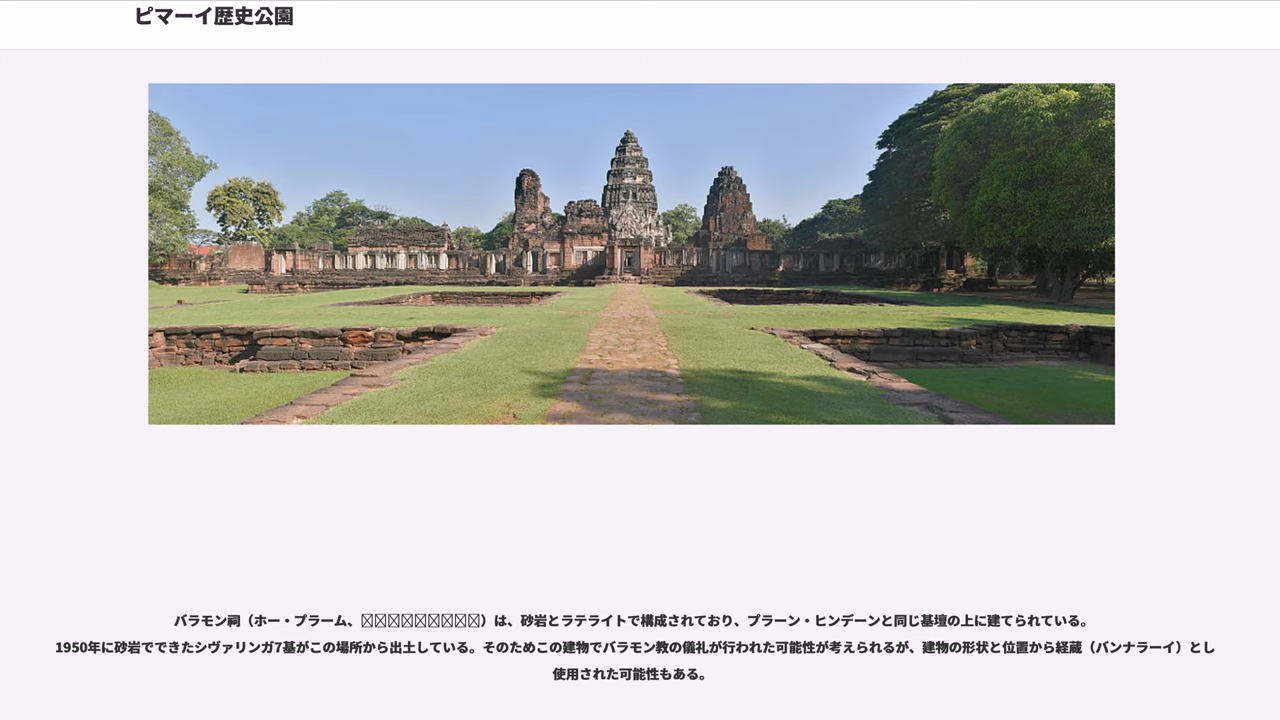 ピマーイ歴史公園
バラモン祠（ホー・プラーム、）は、砂岩とラテライトで構成されており、プラーン・ヒンデーンと同じ基壇の上に建てられている。
1950年に砂岩でできたシヴァリンガ7基がこの場所から出土している。そのためこの建物でバラモン教の儀礼が行われた可能性が考えられるが、建物の形状と位置から経蔵（バンナラーイ）とし
使用された可能性もある。